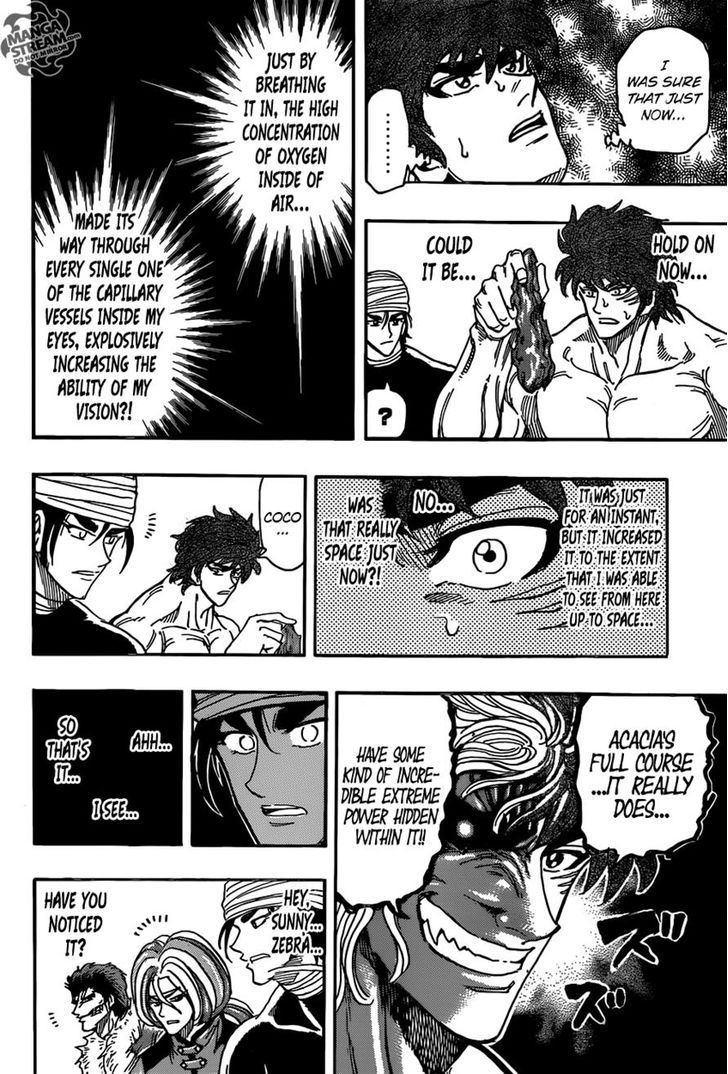 I
WAS SURE
THAT JUST
NOW...
........
HOLD ON
NOW...
COULD
IT BE...
?
JUST BY
BREATHING
IT IN, THE HIGH
CONCENTRATION
OF OXYGEN
INSIDE OF
AIR...
MADE ITS
WAY THROUGH
EVERY SINGLE ONE
OF THE CAPILLARY
VESSELS INSIDE MY
EYES, EXPLOSIVELY
INCREASING THE
ABILITY OF MY
VISION?!
IT WAS JUST
FOR AN INSTANT,
BUT IT INCREASED
IT TO THE EXTENT
THAT I WAS ABLE
TO SEE FROM HERE
UP TO SPACE...
NO...
WAS
THAT REALLY
SPACE JUST
NOW?!
COCO
...
ACACIA'S
FULL COURSE
...IT REALLY
DOES...
HAVE SOME
KIND OF INCRE-
DIBLE EXTREME
POWER HIDDEN
WITHIN IT!!
ズ
ズ
AHH...
SO
THAT'S
IT...
I SEE...
HEY,
SUNNY...
ZEBRA...
HAVE YOU
NOTICED
IT?
MANGA
STREAM.com
DO NOT MIRROR